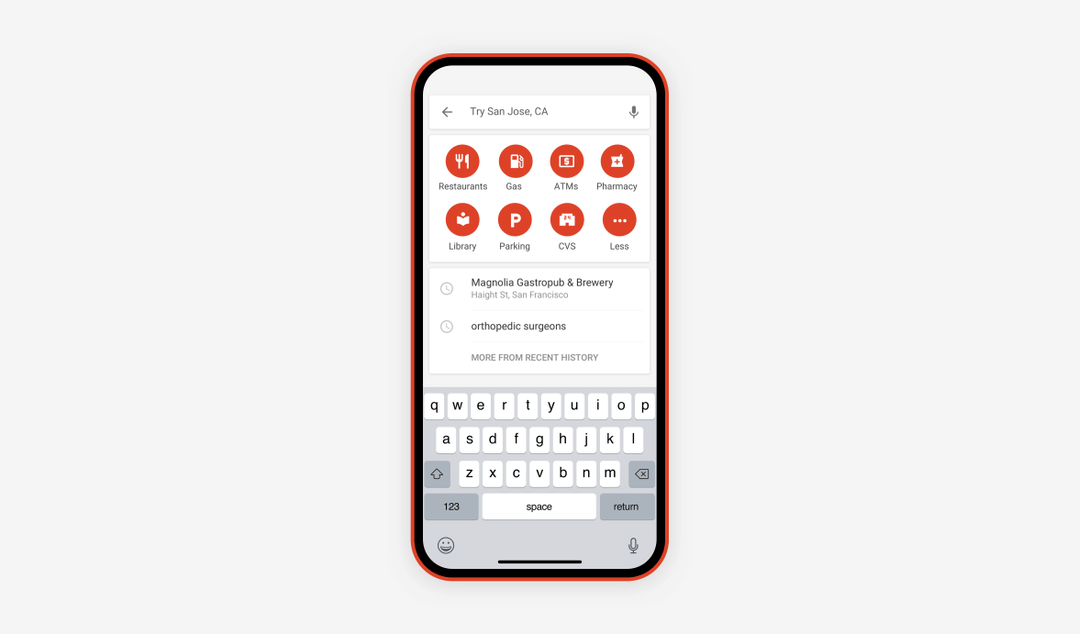 Try San Jose, CA
Restaurants Gas ATMs Pharmacy
P
Library Parking CVS Less
Magnolia Gastropub & Brewery
Haight St, San Francisco
orthopedic surgeons
MORE FROM RECENT HISTORY
q w e r t y u i o p
a s d f g h j k l
z x c v b n m
123 space return